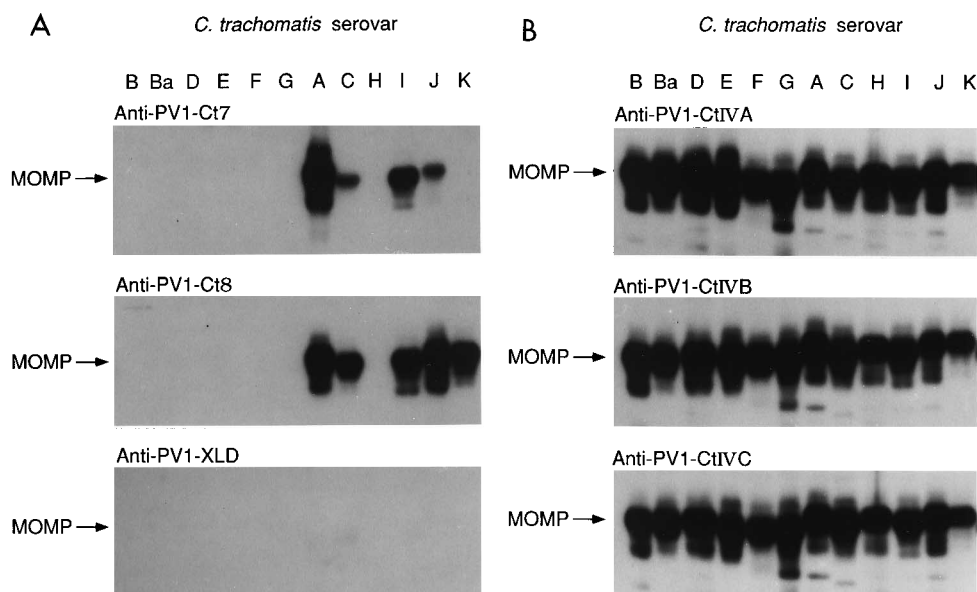 A
C. trachomatis serovar
B Ba D E F G A C H I J K
Anti-PV1-Ct7
MOMP
Anti-PV1-Ct8
MOMP
Anti-PV1-XLD
MOMP
B
C. trachomatis serovar
B Ba D E F G A C H I J K
Anti-PV1-CtIVA
MOMP
Anti-PV1-CtIVB
MOMP
Anti-PV1-CtIVC
MOMP